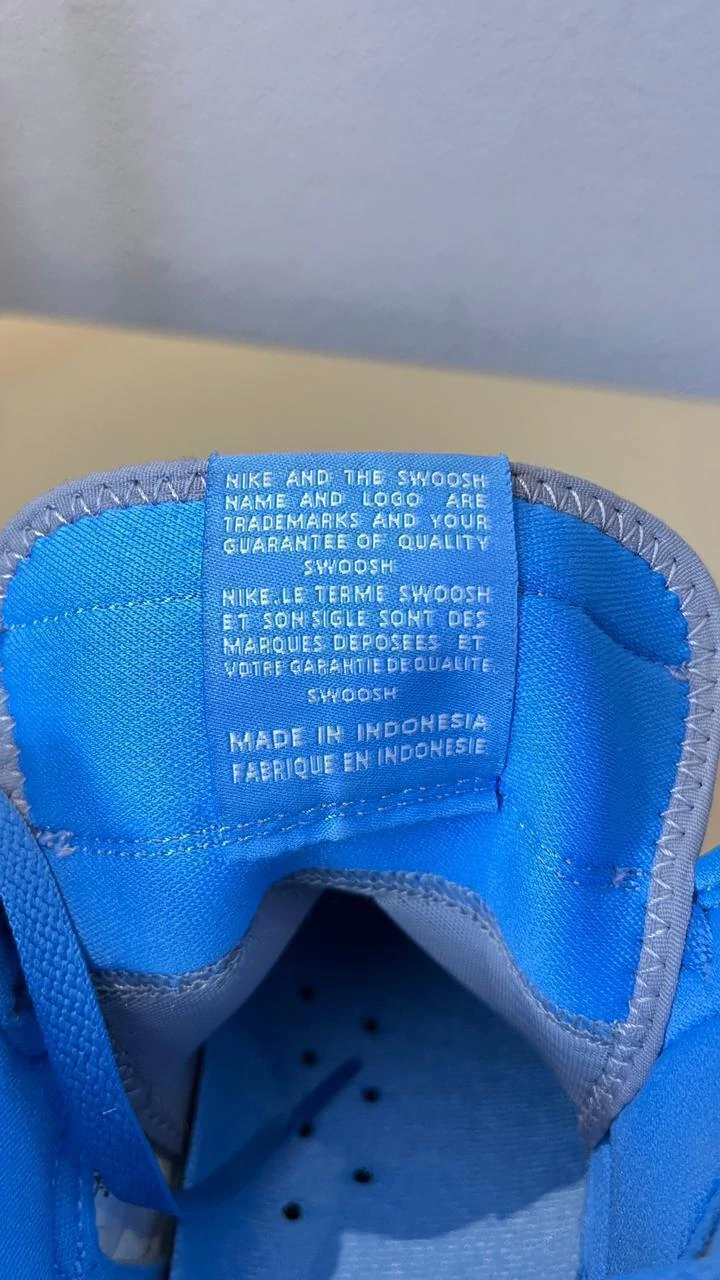 NIKE AND THE SWOOSH
NAME AND LOGO ARE
TRADEMARKS AND YOUR
GUARANTEE OF QUALITY
SWOOSH
NIKE.LE TERME SWOOSH
ET SON SIGLE SONT DES
MARQUES DEPOSEES ET
VOTRE GARANTIE DE QUALITE.
SWOOSH
MADE IN INDONESIA
FABRIQUE EN INDONESIE